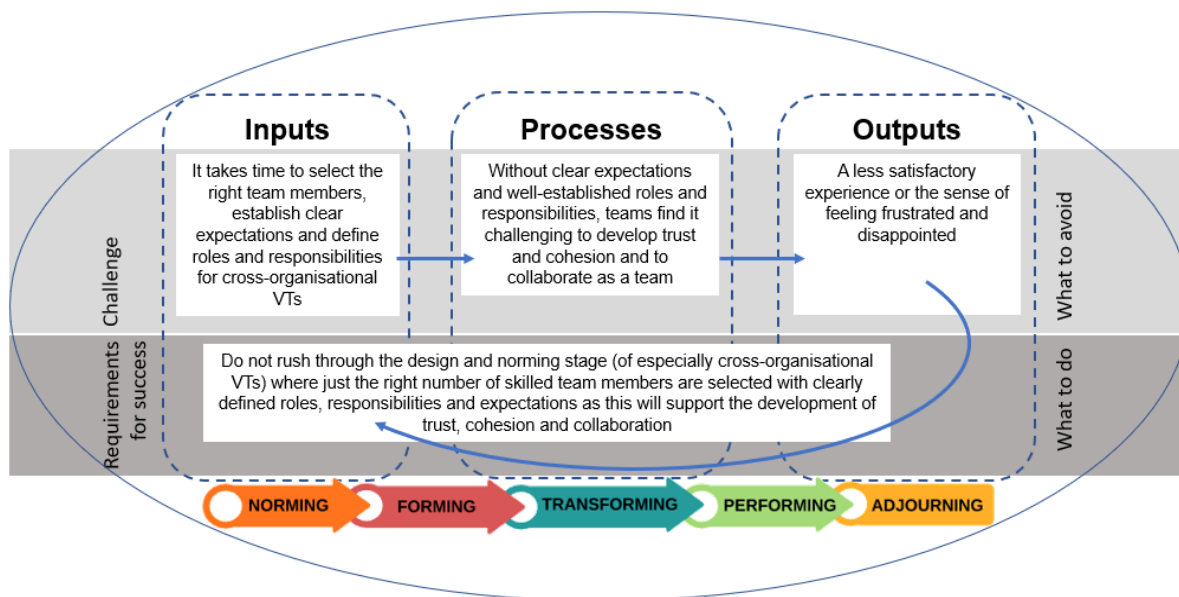 Inputs
Processes
Outputs
It takes time to select the
right team members,
establish clear
expectations and define
roles and responsibilities
for cross-organisational
VTs
Without clear expectations
and well-established roles and
responsibilities, teams find it
challenging to develop trust
and cohesion and to
collaborate as a team
A less satisfactory
experience or the sense of
feeling frustrated and
disappointed
Challenge
What to avoid
Requirements
for success
Do not rush through the design and norming stage (of especially cross-organisational
VTs) where just the right number of skilled team members are selected with clearly
defined roles, responsibilities and expectations as this will support the development of
trust, cohesion and collaboration
What to do
NORMING
FORMING
TRANSFORMING
PERFORMING
ADJOURNING